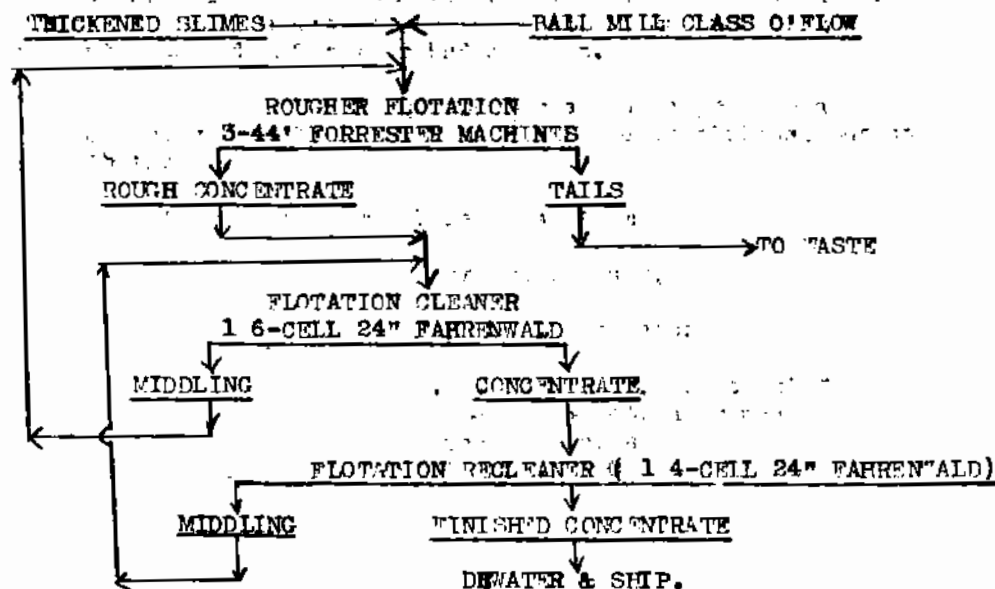 THICKENED SLIMES BALL MILL CLASS O'FLOW
ROUGHER FLOTATION
3-44' FORRESTER MACHINES
ROUGH CONCENTRATE TAILS
TO WASTE
FLOTATION CLEANER
1 6-CELL 24" FAHRENWALD
MIDDLING CONCENTRATE.
FLOTATION RECLEANER ( 1 4-CELL 24" FAHRENWALD)
MIDDLING FINISHED CONCENTRATE
DEWATER & SHIP.